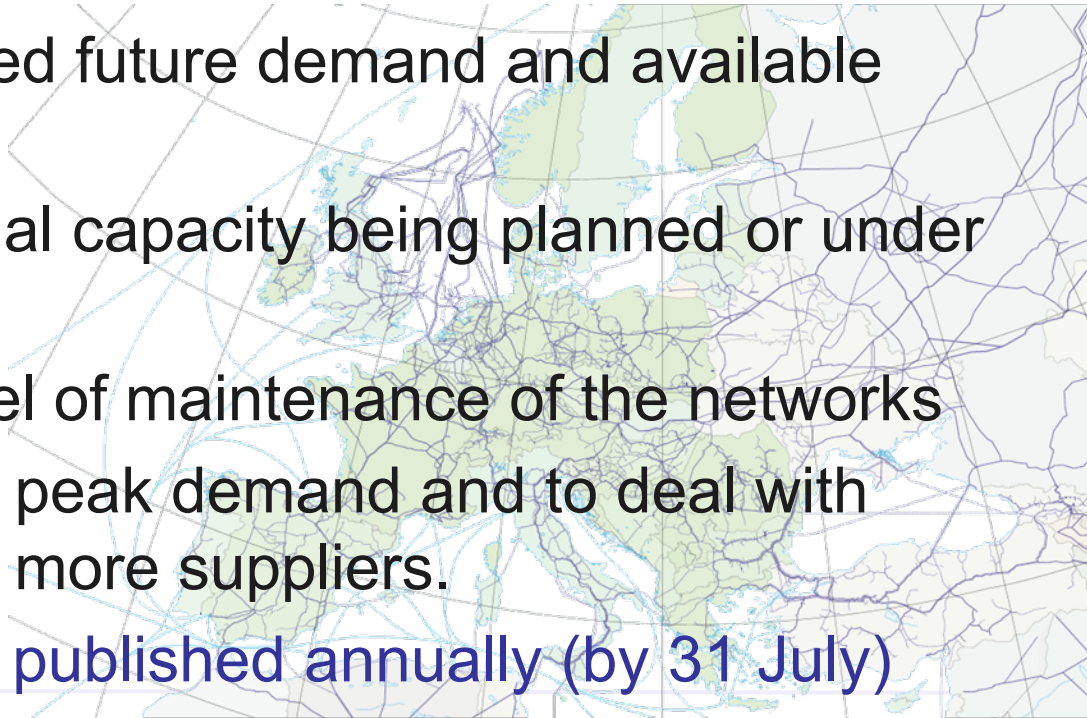 ed future demand and available
al capacity being planned or under
el of maintenance of the networks
peak demand and to deal with
more suppliers.
published annually (by 31 July)